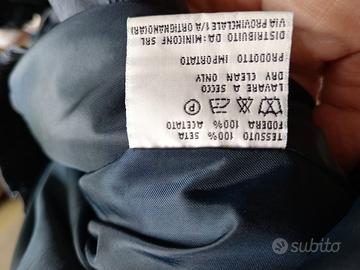 TESSUTO 100% SETA
FODERA 100% ACETATO
P
LAVARE A SECCO
DRY CLEAN ONLY
PRODOTTO IMPORTATO
DISTRIBUITO DA: MINICONF SRL
VIA PROVINCIALE 1/A ORTIGNANO(AR)
subito